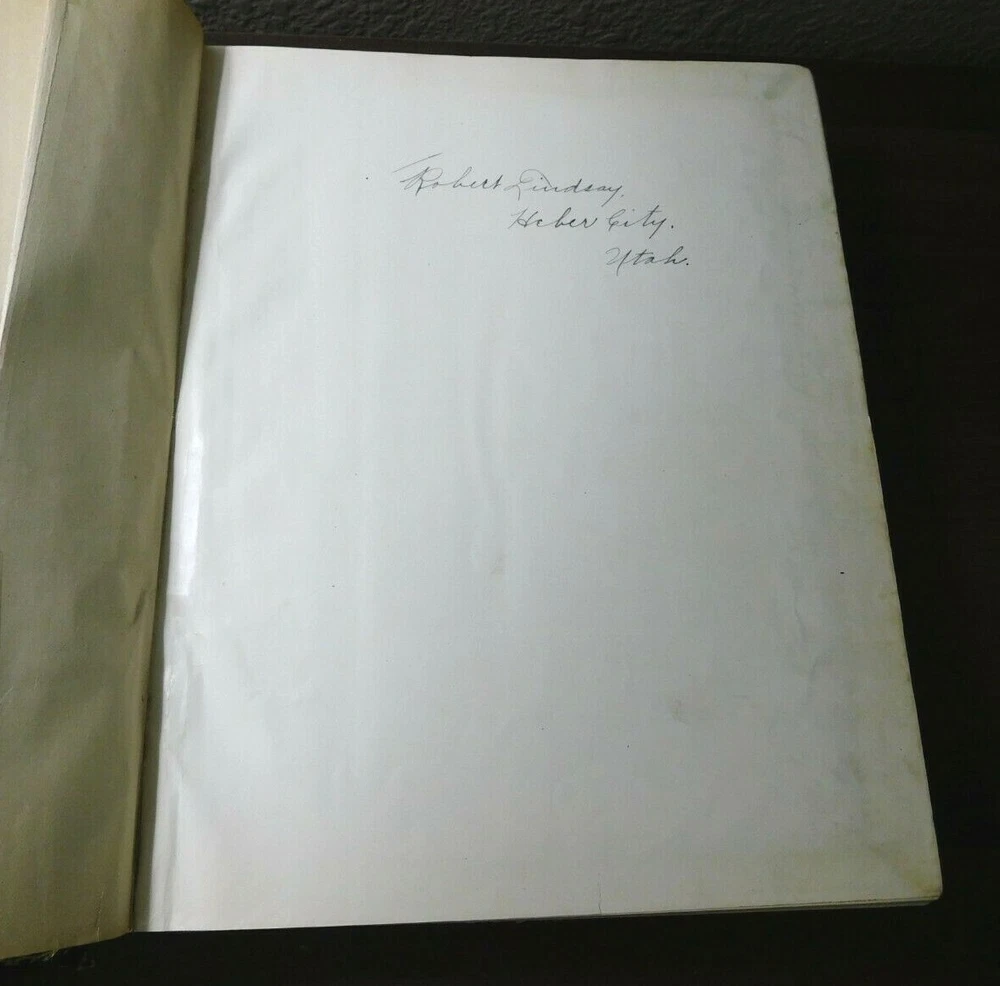 Robert Lindsay.
Heber City.
Utah.